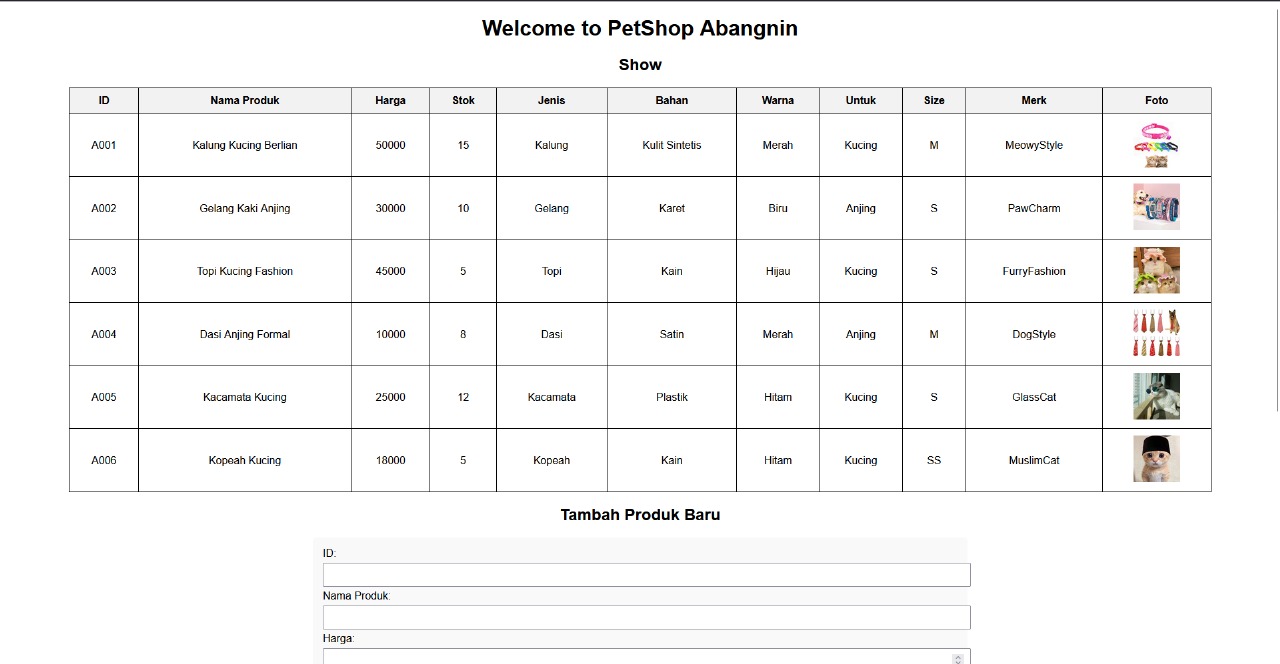 Welcome to PetShop Abangnin
Show
ID Nama Produk Harga Stok Jenis Bahan Warna Untuk Size Merk Foto
A001 Kalung Kucing Berlian 50000 15 Kalung Kulit Sintetis Merah Kucing M MeowyStyle
A002 Gelang Kaki Anjing 30000 10 Gelang Karet Biru Anjing S PawCharm
A003 Topi Kucing Fashion 45000 5 Topi Kain Hijau Kucing S FurryFashion
A004 Dasi Anjing Formal 10000 8 Dasi Satin Merah Anjing M DogStyle
A005 Kacamata Kucing 25000 12 Kacamata Plastik Hitam Kucing S GlassCat
A006 Kopeah Kucing 18000 5 Kopeah Kain Hitam Kucing SS MuslimCat
Tambah Produk Baru
ID:
Nama Produk:
Harga: